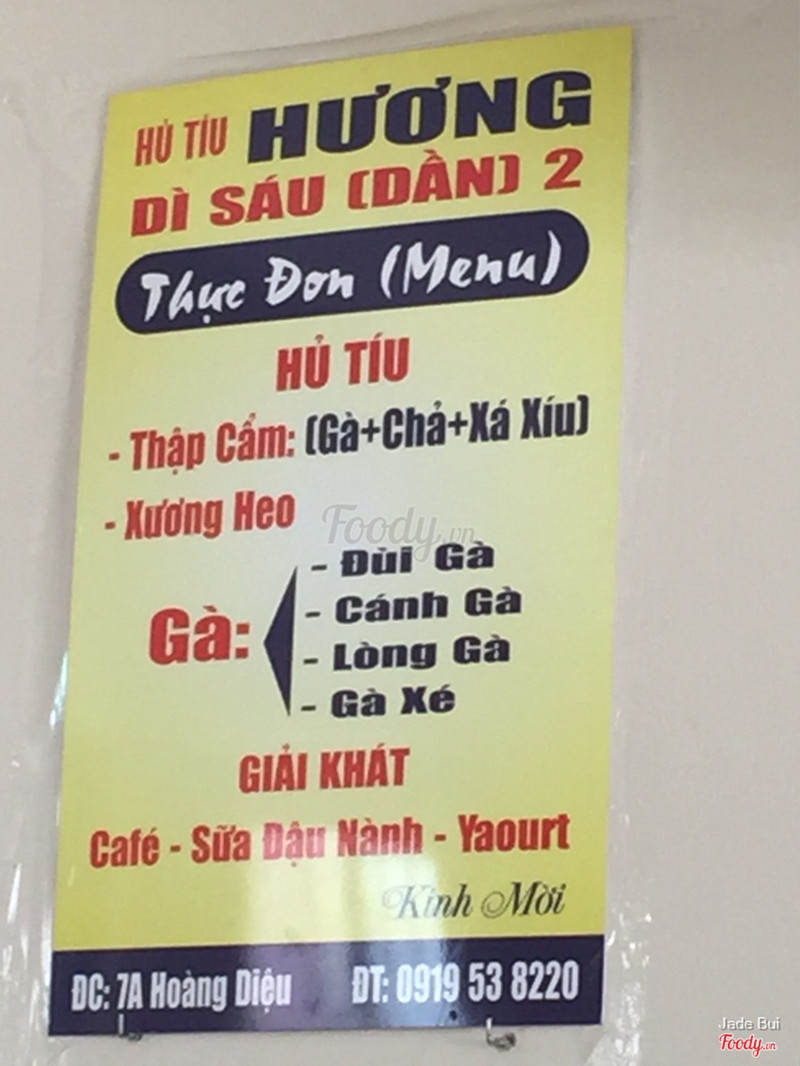 HỦ TÍU HƯƠNG
DÌ SÁU (DẦN) 2
Thực Đơn (Menu)
HỦ TÍU
- Thập Cẩm: (Gà+Chả+Xá Xíu)
- Xương Heo
Foody.vn
Gà:
- Đùi Gà
- Cánh Gà
- Lòng Gà
- Gà Xé
GIẢI KHÁT
Café - Sữa Đậu Nành - Yaourt
Kính Mời
ĐC: 7A Hoàng Diệu ĐT: 0919 53 8220
Jade Bui
Foody.vn